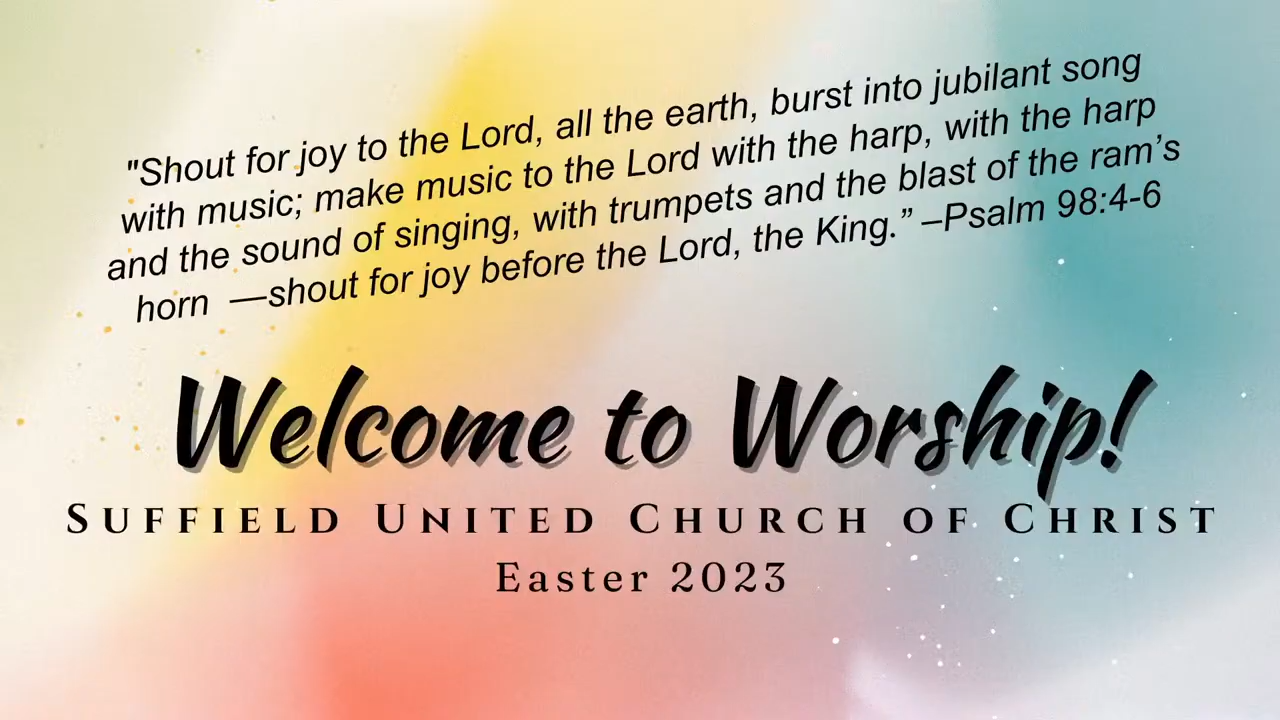 "Shout for joy to the Lord, all the earth, burst into jubilant song
with music; make music to the Lord with the harp, with the harp
and the sound of singing, with trumpets and the blast of the ram’s
horn —shout for joy before the Lord, the King.” –Psalm 98:4-6
Welcome to Worship!
Suffield United Church of Christ
Easter 2023